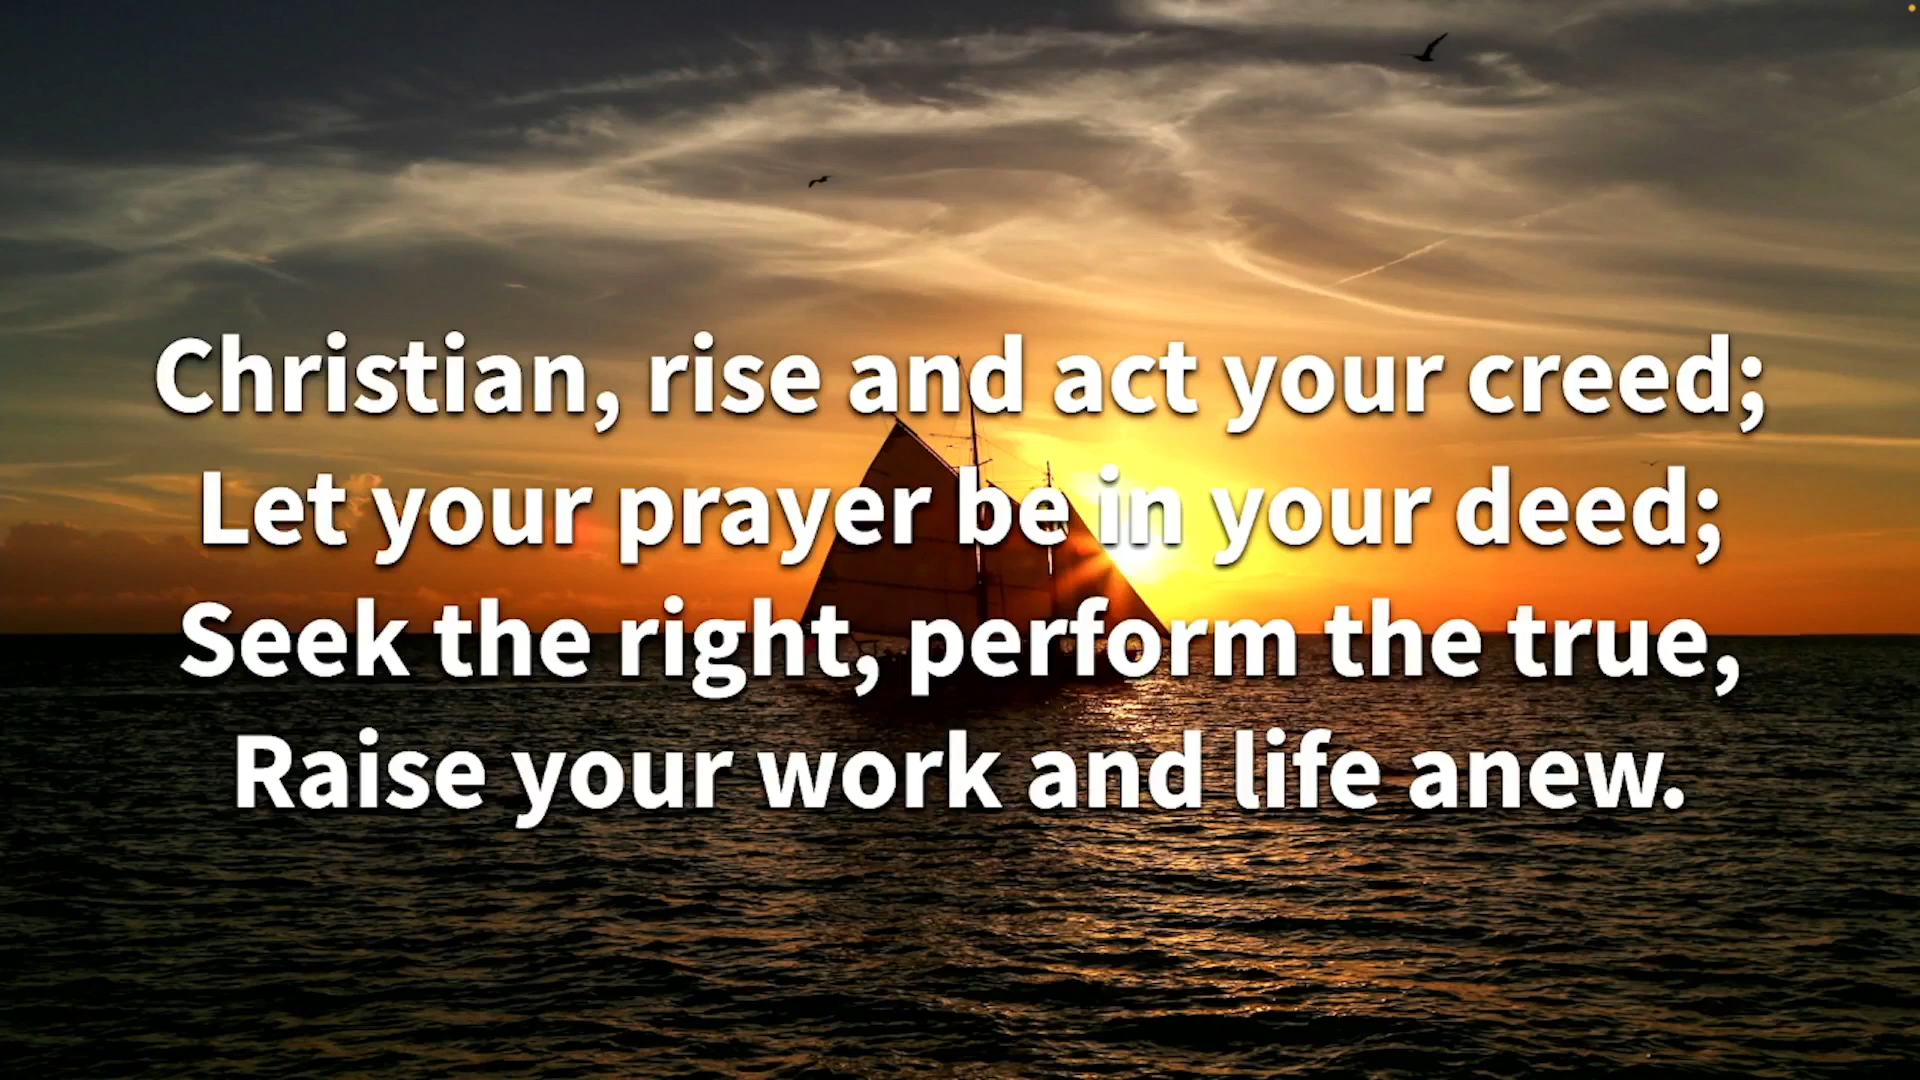 Christian, rise and act your creed;
Let your prayer be in your deed;
Seek the right, perform the true,
Raise your work and life anew.